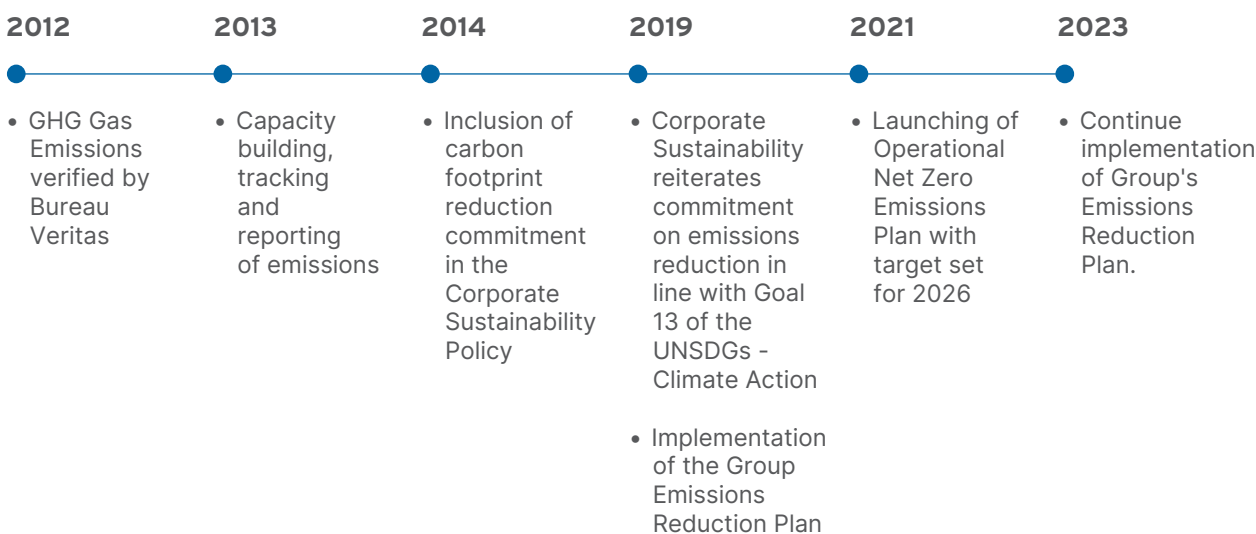 2012
2013
2014
2019
2021
2023
• GHG Gas
Emissions
verified by
Bureau
Veritas
• Capacity
building,
tracking
and
reporting
of emissions
• Inclusion of
carbon
footprint
reduction
commitment
in the
Corporate
Sustainability
Policy
• Corporate
Sustainability
reiterates
commitment
on emissions
reduction in
line with Goal
13 of the
UNSDGs -
Climate Action
• Implementation
of the Group
Emissions
Reduction Plan
• Launching of
Operational
Net Zero
Emissions
Plan with
target set
for 2026
• Continue
implementation
of Group's
Emissions
Reduction
Plan.